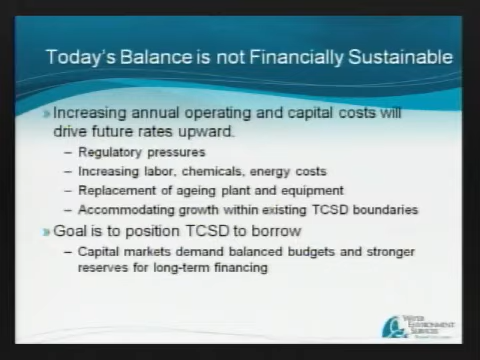 Today's Balance is not Financially Sustainable
» Increasing annual operating and capital costs will
drive future rates upward.
– Regulatory pressures
– Increasing labor, chemicals, energy costs
– Replacement of ageing plant and equipment
– Accommodating growth within existing TCSD boundaries
» Goal is to position TCSD to borrow
– Capital markets demand balanced budgets and stronger
reserves for long-term financing
Water
Environment
Services